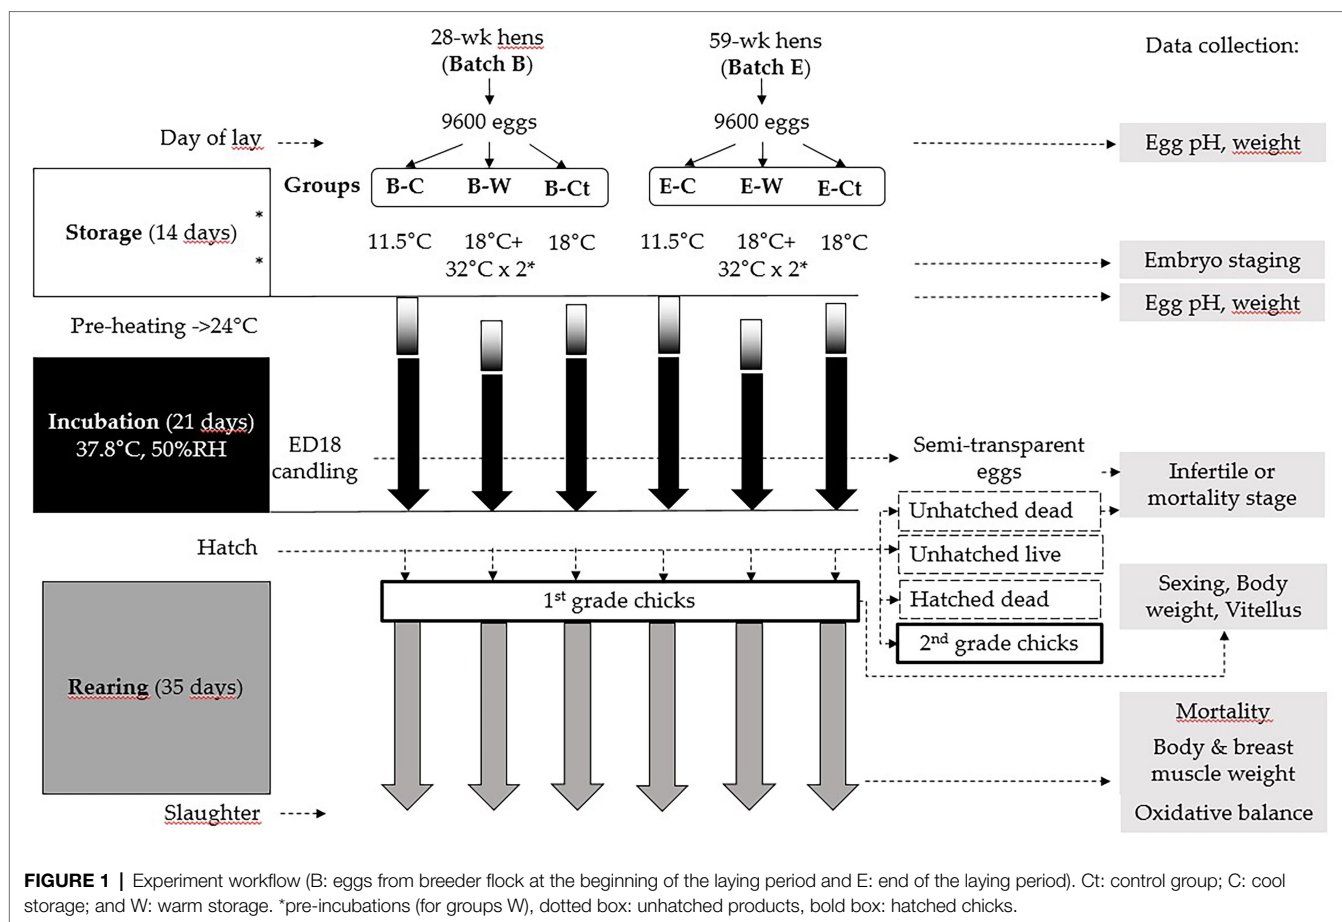 28-wk hens
(Batch B)
59-wk hens
(Batch E)
Data collection:
9600 eggs
9600 eggs
Day of lay
Egg pH, weight
Groups
B-C B-W B-Ct
E-C E-W E-Ct
Storage (14 days)
*
*
11.5°C
18°C+
32°C x 2*
18°C
11.5°C
18°C+
32°C x 2*
18°C
Embryo staging
Egg pH, weight
Pre-heating ->24°C
Incubation (21 days)
37.8°C, 50%RH
ED18
candling
Semi-transparent
eggs
Infertile or
mortality stage
Unhatched dead
Hatch
Unhatched live
1st grade chicks
Hatched dead
2nd grade chicks
Sexing, Body
weight, Vitellus
Rearing (35 days)
Mortality
Body & breast
muscle weight
Oxidative balance
Slaughter
FIGURE 1 | Experiment workflow (B: eggs from breeder flock at the beginning of the laying period and E: end of the laying period). Ct: control group; C: cool
storage; and W: warm storage. *pre-incubations (for groups W), dotted box: unhatched products, bold box: hatched chicks.